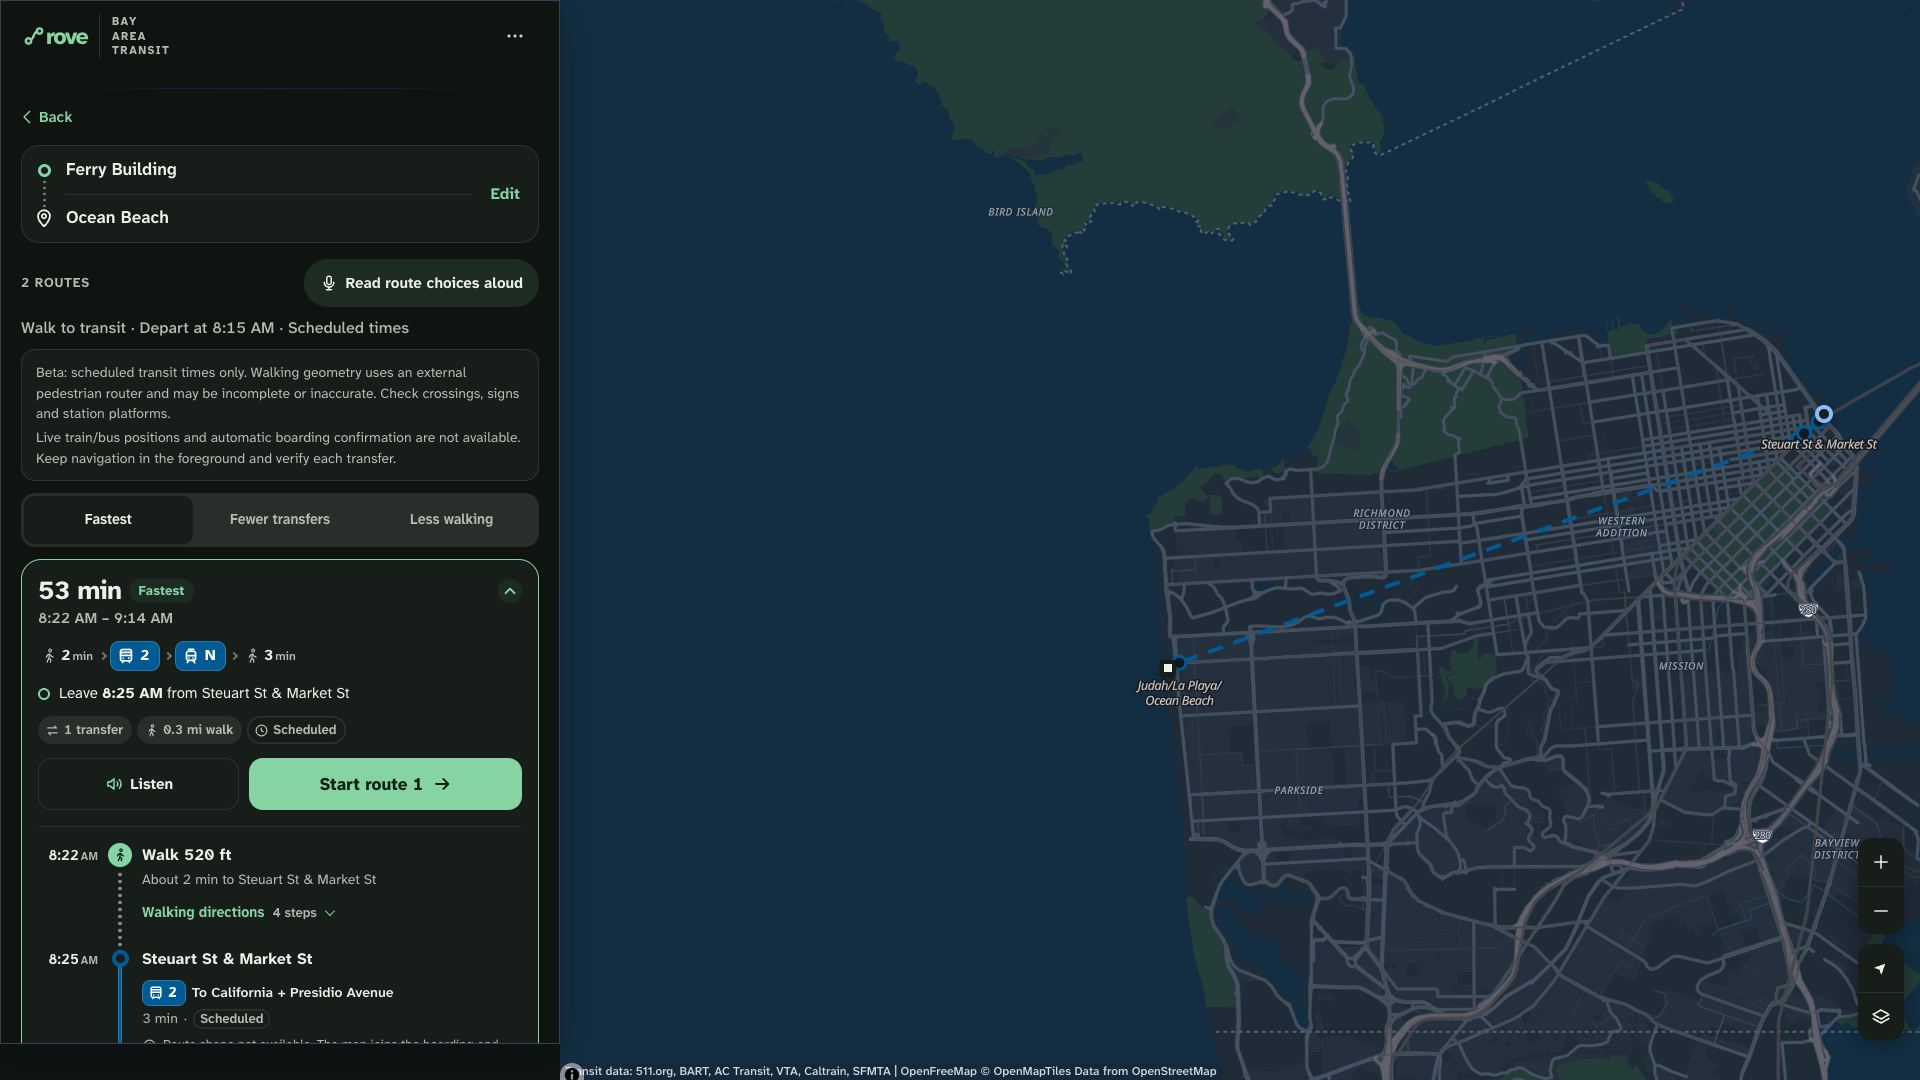 rove
BAY
AREA
TRANSIT
Back
Ferry Building
Edit
Ocean Beach
2 ROUTES
Read route choices aloud
Walk to transit · Depart at 8:15 AM · Scheduled times
Beta: scheduled transit times only. Walking geometry uses an external
pedestrian router and may be incomplete or inaccurate. Check crossings, signs
and station platforms.
Live train/bus positions and automatic boarding confirmation are not available.
Keep navigation in the foreground and verify each transfer.
Fastest
Fewer transfers
Less walking
53 min Fastest
8:22 AM – 9:14 AM
2 min > 2 > N > 3 min
Leave 8:25 AM from Steuart St & Market St
1 transfer
0.3 mi walk
Scheduled
Listen
Start route 1 →
8:22 AM Walk 520 ft
About 2 min to Steuart St & Market St
Walking directions 4 steps
8:25 AM Steuart St & Market St
2 To California + Presidio Avenue
3 min · Scheduled
BIRD ISLAND
Steuart St & Market St
RICHMOND
DISTRICT
WESTERN
ADDITION
280
MISSION
Judah/La Playa/
Ocean Beach
PARKSIDE
280
BAYVIEW
DISTRICT
data: 511.org, BART, AC Transit, VTA, Caltrain, SFMTA | OpenFreeMap © OpenMapTiles Data from OpenStreetMap